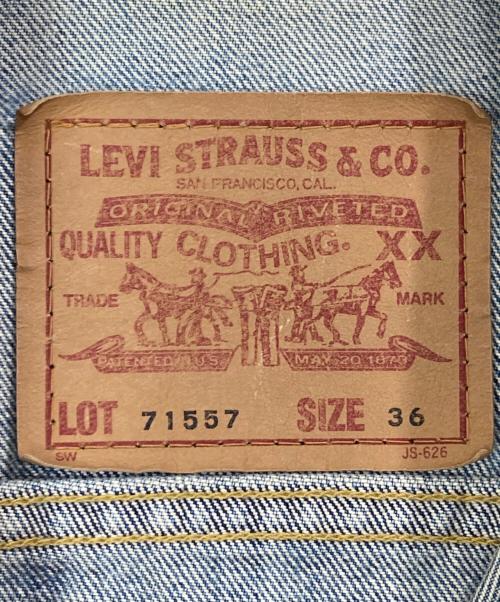 LEVI STRAUSS & CO.
SAN FRANCISCO, CAL.
ORIGINAL RIVETED
QUALITY CLOTHING. XX
TRADE MARK
PATENTED IN U.S. MAY 20 1873
LOT 71557 SIZE 36
SW JS-626